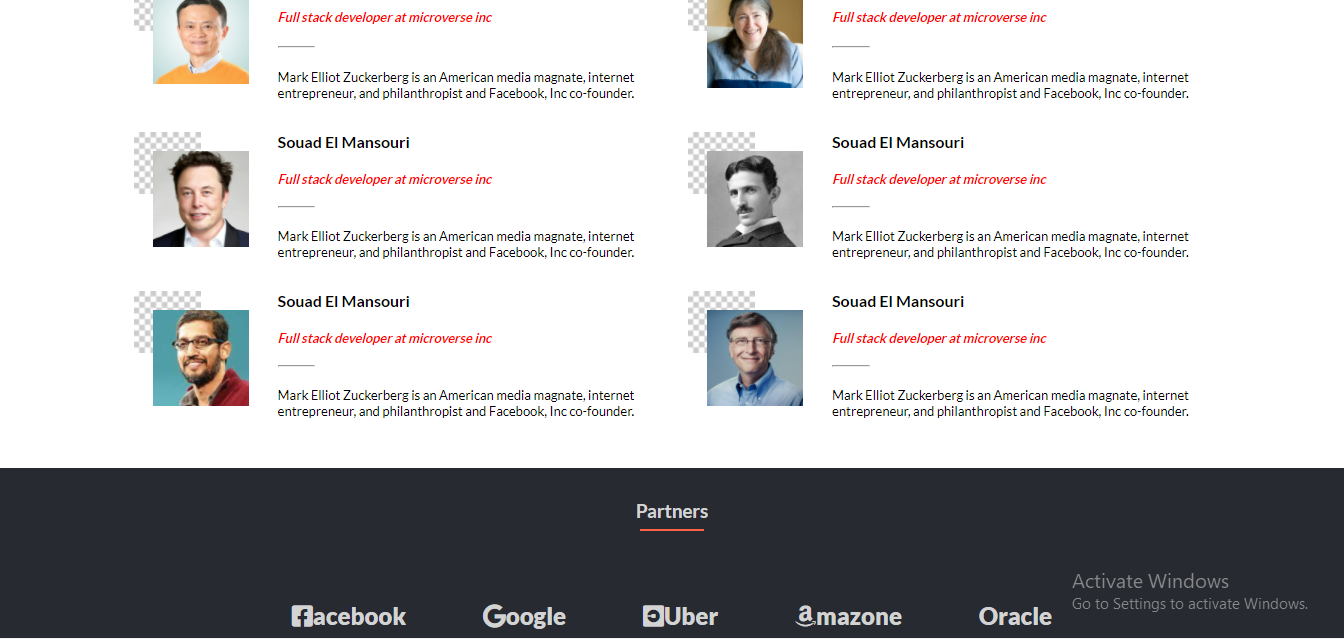 Full stack developer at microverse inc
Mark Elliot Zuckerberg is an American media magnate, internet
entrepreneur, and philanthropist and Facebook, Inc co-founder.
Full stack developer at microverse inc
Mark Elliot Zuckerberg is an American media magnate, internet
entrepreneur, and philanthropist and Facebook, Inc co-founder.
Souad El Mansouri
Full stack developer at microverse inc
Mark Elliot Zuckerberg is an American media magnate, internet
entrepreneur, and philanthropist and Facebook, Inc co-founder.
Souad El Mansouri
Full stack developer at microverse inc
Mark Elliot Zuckerberg is an American media magnate, internet
entrepreneur, and philanthropist and Facebook, Inc co-founder.
Souad El Mansouri
Full stack developer at microverse inc
Mark Elliot Zuckerberg is an American media magnate, internet
entrepreneur, and philanthropist and Facebook, Inc co-founder.
Souad El Mansouri
Full stack developer at microverse inc
Mark Elliot Zuckerberg is an American media magnate, internet
entrepreneur, and philanthropist and Facebook, Inc co-founder.
Partners
Facebook
Google
Uber
amazone
Oracle
Activate Windows
Go to Settings to activate Windows.